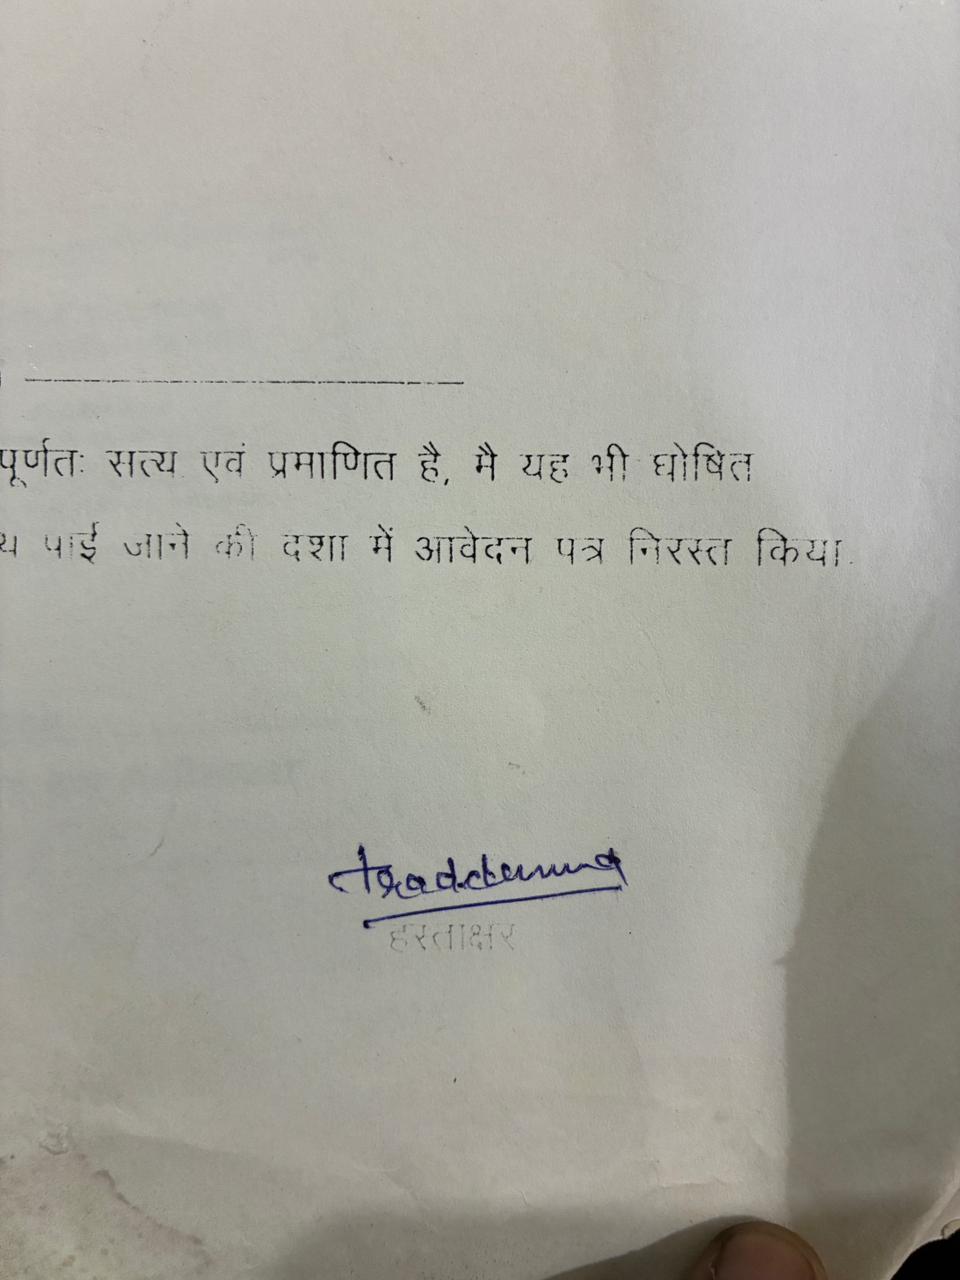 पूर्णतः सत्य एवं प्रमाणित है, मै यह भी घोषित
पाई जाने की दशा में आवेदन पत्र निरस्त किया
हस्ताक्षर